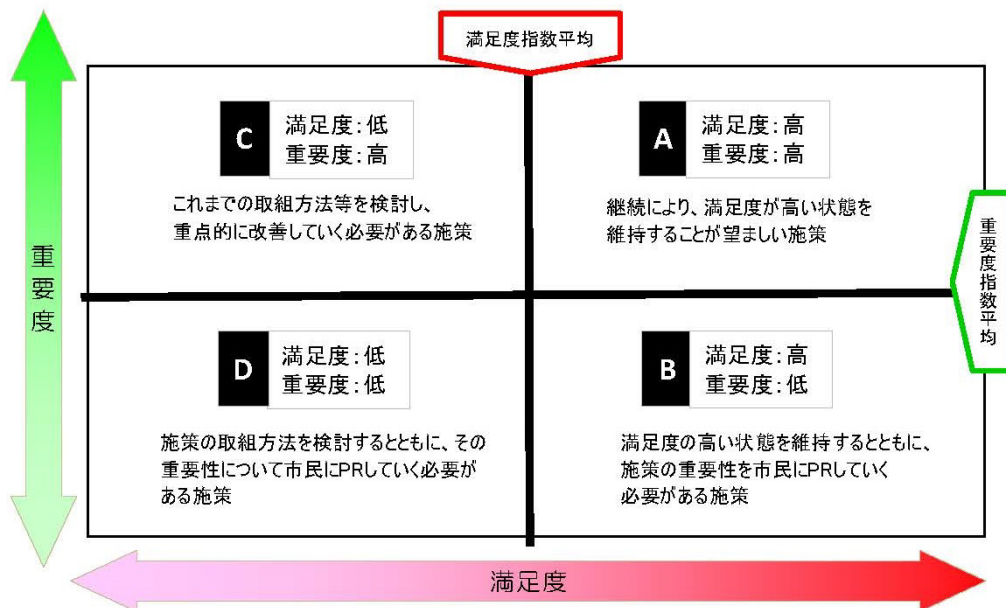 満足度指数平均
C
満足度：低
重要度：高
これまでの取組方法等を検討し、
重点的に改善していく必要がある施策
A
満足度：高
重要度：高
継続により、満足度が高い状態を
維持することが望ましい施策
重要度
重要度指数平均
D
満足度：低
重要度：低
施策の取組方法を検討するとともに、その
重要性について市民にPRしていく必要が
ある施策
B
満足度：高
重要度：低
満足度の高い状態を維持するとともに、
施策の重要性を市民にPRしていく
必要がある施策
満足度